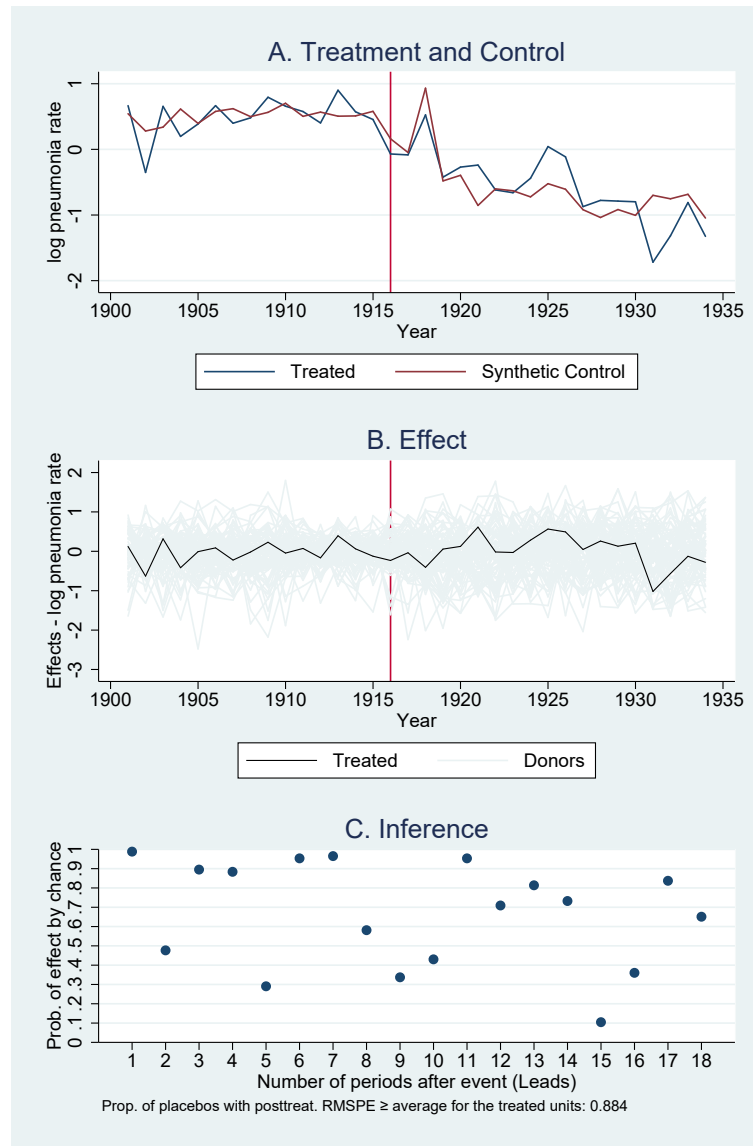 A. Treatment and Control
log pneumonia rate
1
0
-1
-2
1900 1905 1910 1915 1920 1925 1930 1935
Year
Treated Synthetic Control
B. Effect
Effects - log pneumonia rate
2
1
0
-1
-2
-3
1900 1905 1910 1915 1920 1925 1930 1935
Year
Treated Donors
C. Inference
Prob. of effect by chance
0 .1 .2 .3 .4 .5 .6 .7 .8 .9 1
1 2 3 4 5 6 7 8 9 10 11 12 13 14 15 16 17 18
Number of periods after event (Leads)
Prop. of placebos with posttreat. RMSPE ≥ average for the treated units: 0.884